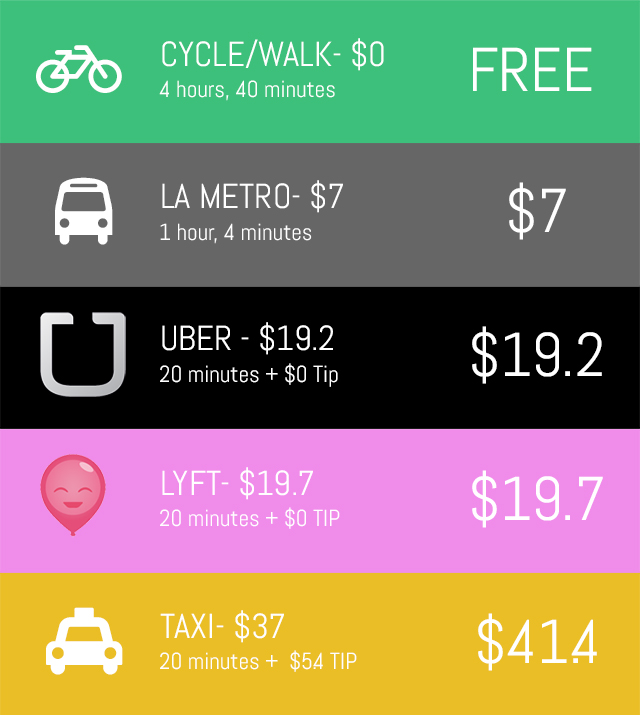 CYCLE/WALK- $0
4 hours, 40 minutes
FREE
LA METRO- $7
1 hour, 4 minutes
$7
UBER - $19.2
20 minutes + $0 Tip
$19.2
LYFT- $19.7
20 minutes + $0 TIP
$19.7
TAXI- $37
20 minutes + $5.4 TIP
$41.4